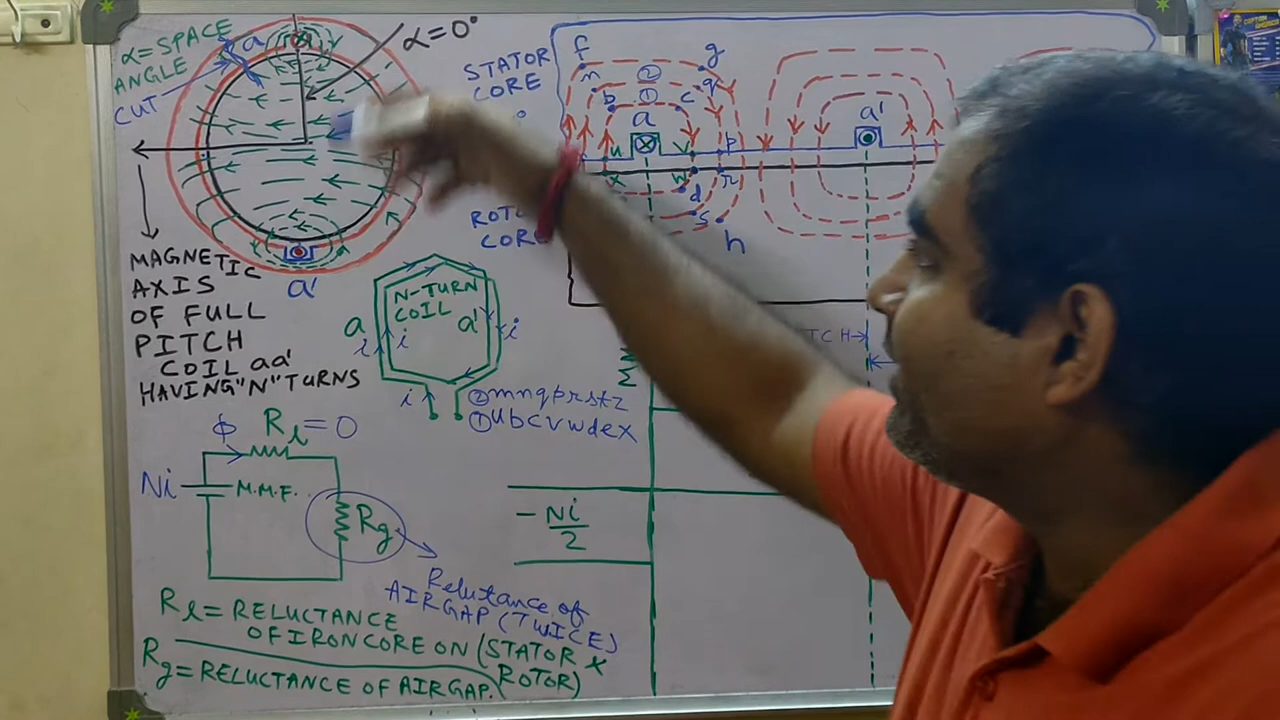 α=SPACE
ANGLE
CUT
a
α=0°
a'
MAGNETIC
AXIS
OF FULL
PITCH
COIL aa'
HAVING "N" TURNS
STATOR
CORE
f
g
n
②
q
b
①
c
a
a'
u
v
p
x
w
r
d
s
h
CORE
N-TURN
COIL
a
a'
i
i
i
i
②mnqprstz
①ubcvwdex
ϕ
Rl=0
Ni
M.M.F.
Rg
Reluctance of
AIRGAP (TWICE)
Rl=RELUCTANCE
OF IRON CORE ON (STATOR x
ROTOR)
Rg=RELUCTANCE OF AIRGAP.
-Ni/2